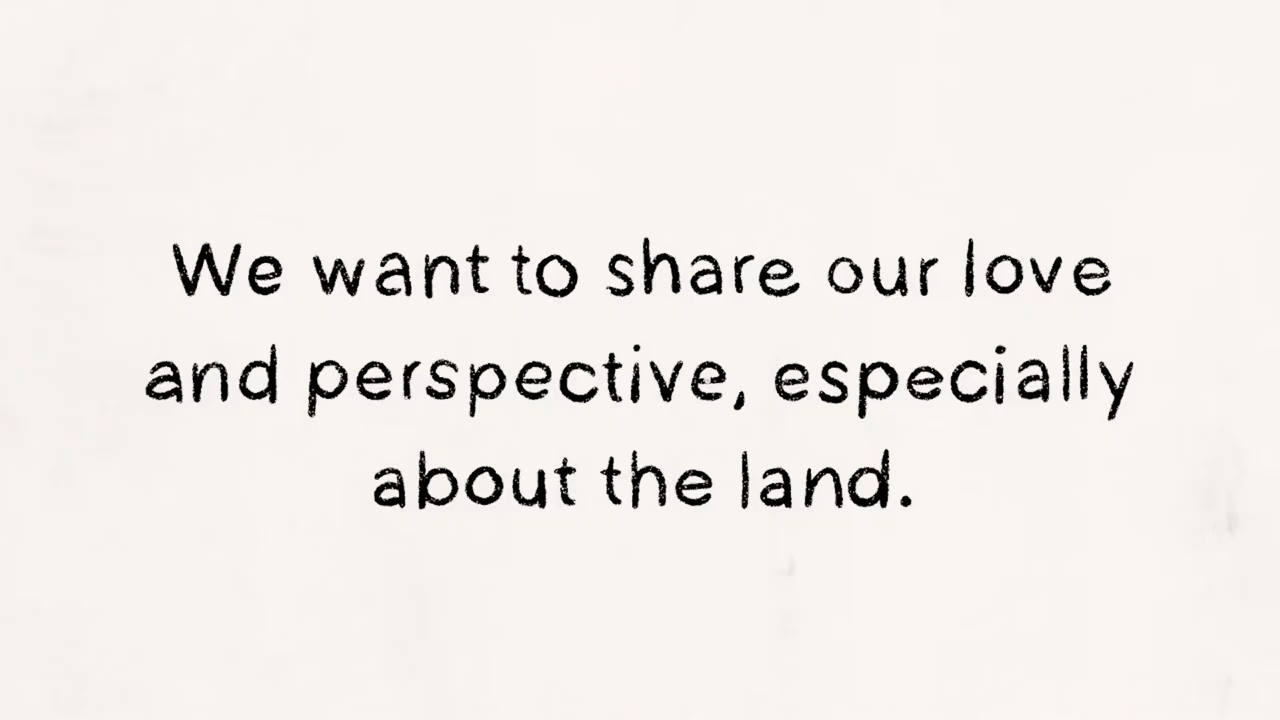 We want to share our love
and perspective, especially
about the land.